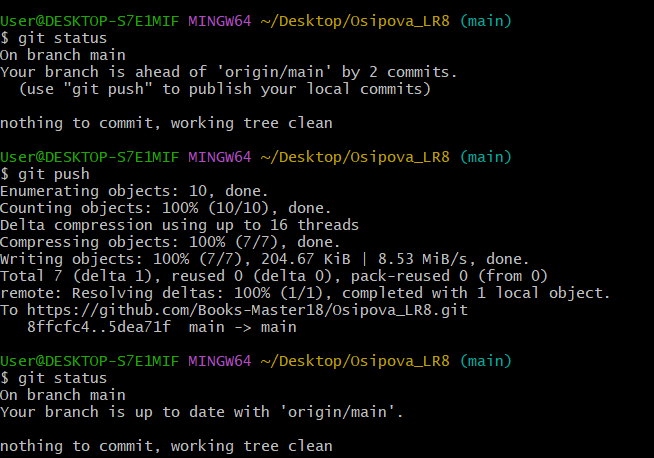 User@DESKTOP-S7E1MIF MINGW64 ~/Desktop/Osipova_LR8 (main)
$ git status
On branch main
Your branch is ahead of 'origin/main' by 2 commits.
  (use "git push" to publish your local commits)

nothing to commit, working tree clean

User@DESKTOP-S7E1MIF MINGW64 ~/Desktop/Osipova_LR8 (main)
$ git push
Enumerating objects: 10, done.
Counting objects: 100% (10/10), done.
Delta compression using up to 16 threads
Compressing objects: 100% (7/7), done.
Writing objects: 100% (7/7), 204.67 KiB | 8.53 MiB/s, done.
Total 7 (delta 1), reused 0 (delta 0), pack-reused 0 (from 0)
remote: Resolving deltas: 100% (1/1), completed with 1 local object.
To https://github.com/Books-Master18/Osipova_LR8.git
   8ffcfc4..5dea71f  main -> main

User@DESKTOP-S7E1MIF MINGW64 ~/Desktop/Osipova_LR8 (main)
$ git status
On branch main
Your branch is up to date with 'origin/main'.

nothing to commit, working tree clean